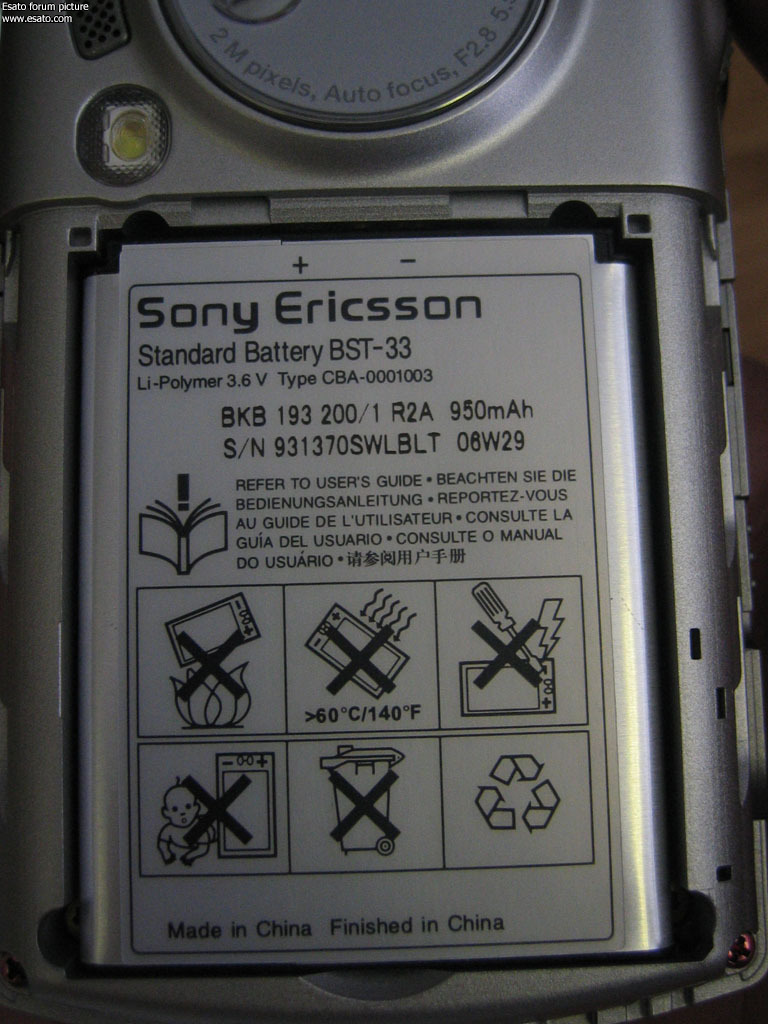 Esato forum picture
www.esato.com
2 M pixels, Auto focus, F2.8 5.5
+ −
Sony Ericsson
Standard Battery BST-33
Li-Polymer 3.6 V Type CBA-0001003
BKB 193 200/1 R2A 950mAh
S/N 931370SWLBLT 06W29
REFER TO USER'S GUIDE • BEACHTEN SIE DIE
BEDIENUNGSANLEITUNG • REPORTEZ-VOUS
AU GUIDE DE L'UTILISATEUR • CONSULTE LA
GUÍA DEL USUARIO • CONSULTE O MANUAL
DO USUÁRIO • 请参阅用户手册
>60°C/140°F
Made in China Finished in China